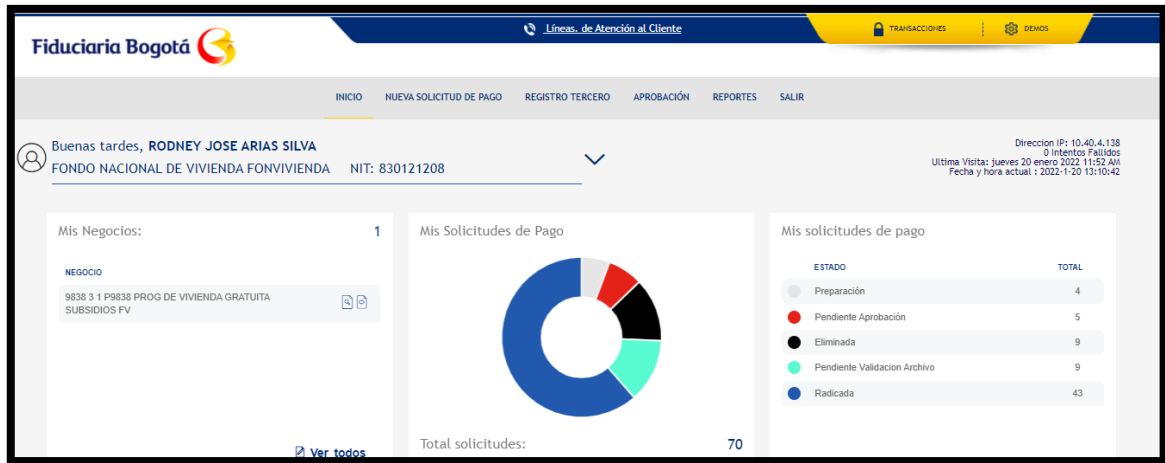 Fiduciaria Bogotá
Líneas. de Atención al Cliente
TRANSACCIONES
DEMOS
INICIO NUEVA SOLICITUD DE PAGO REGISTRO TERCERO APROBACIÓN REPORTES SALIR
Buenas tardes, RODNEY JOSE ARIAS SILVA
FONDO NACIONAL DE VIVIENDA FONVIVIENDA NIT: 830121208
Direccion IP: 10.40.4.138
0 Intentos Fallidos
Ultima Visita: jueves 20 enero 2022 11:52 AM
Fecha y hora actual : 2022-1-20 13:10:42
Mis Negocios: 1
NEGOCIO
9838 3 1 P9838 PROG DE VIVIENDA GRATUITA
SUBSIDIOS FV
Ver todos
Mis Solicitudes de Pago
Total solicitudes: 70
Mis solicitudes de pago
ESTADO TOTAL
Preparación 4
Pendiente Aprobación 5
Eliminada 9
Pendiente Validacion Archivo 9
Radicada 43